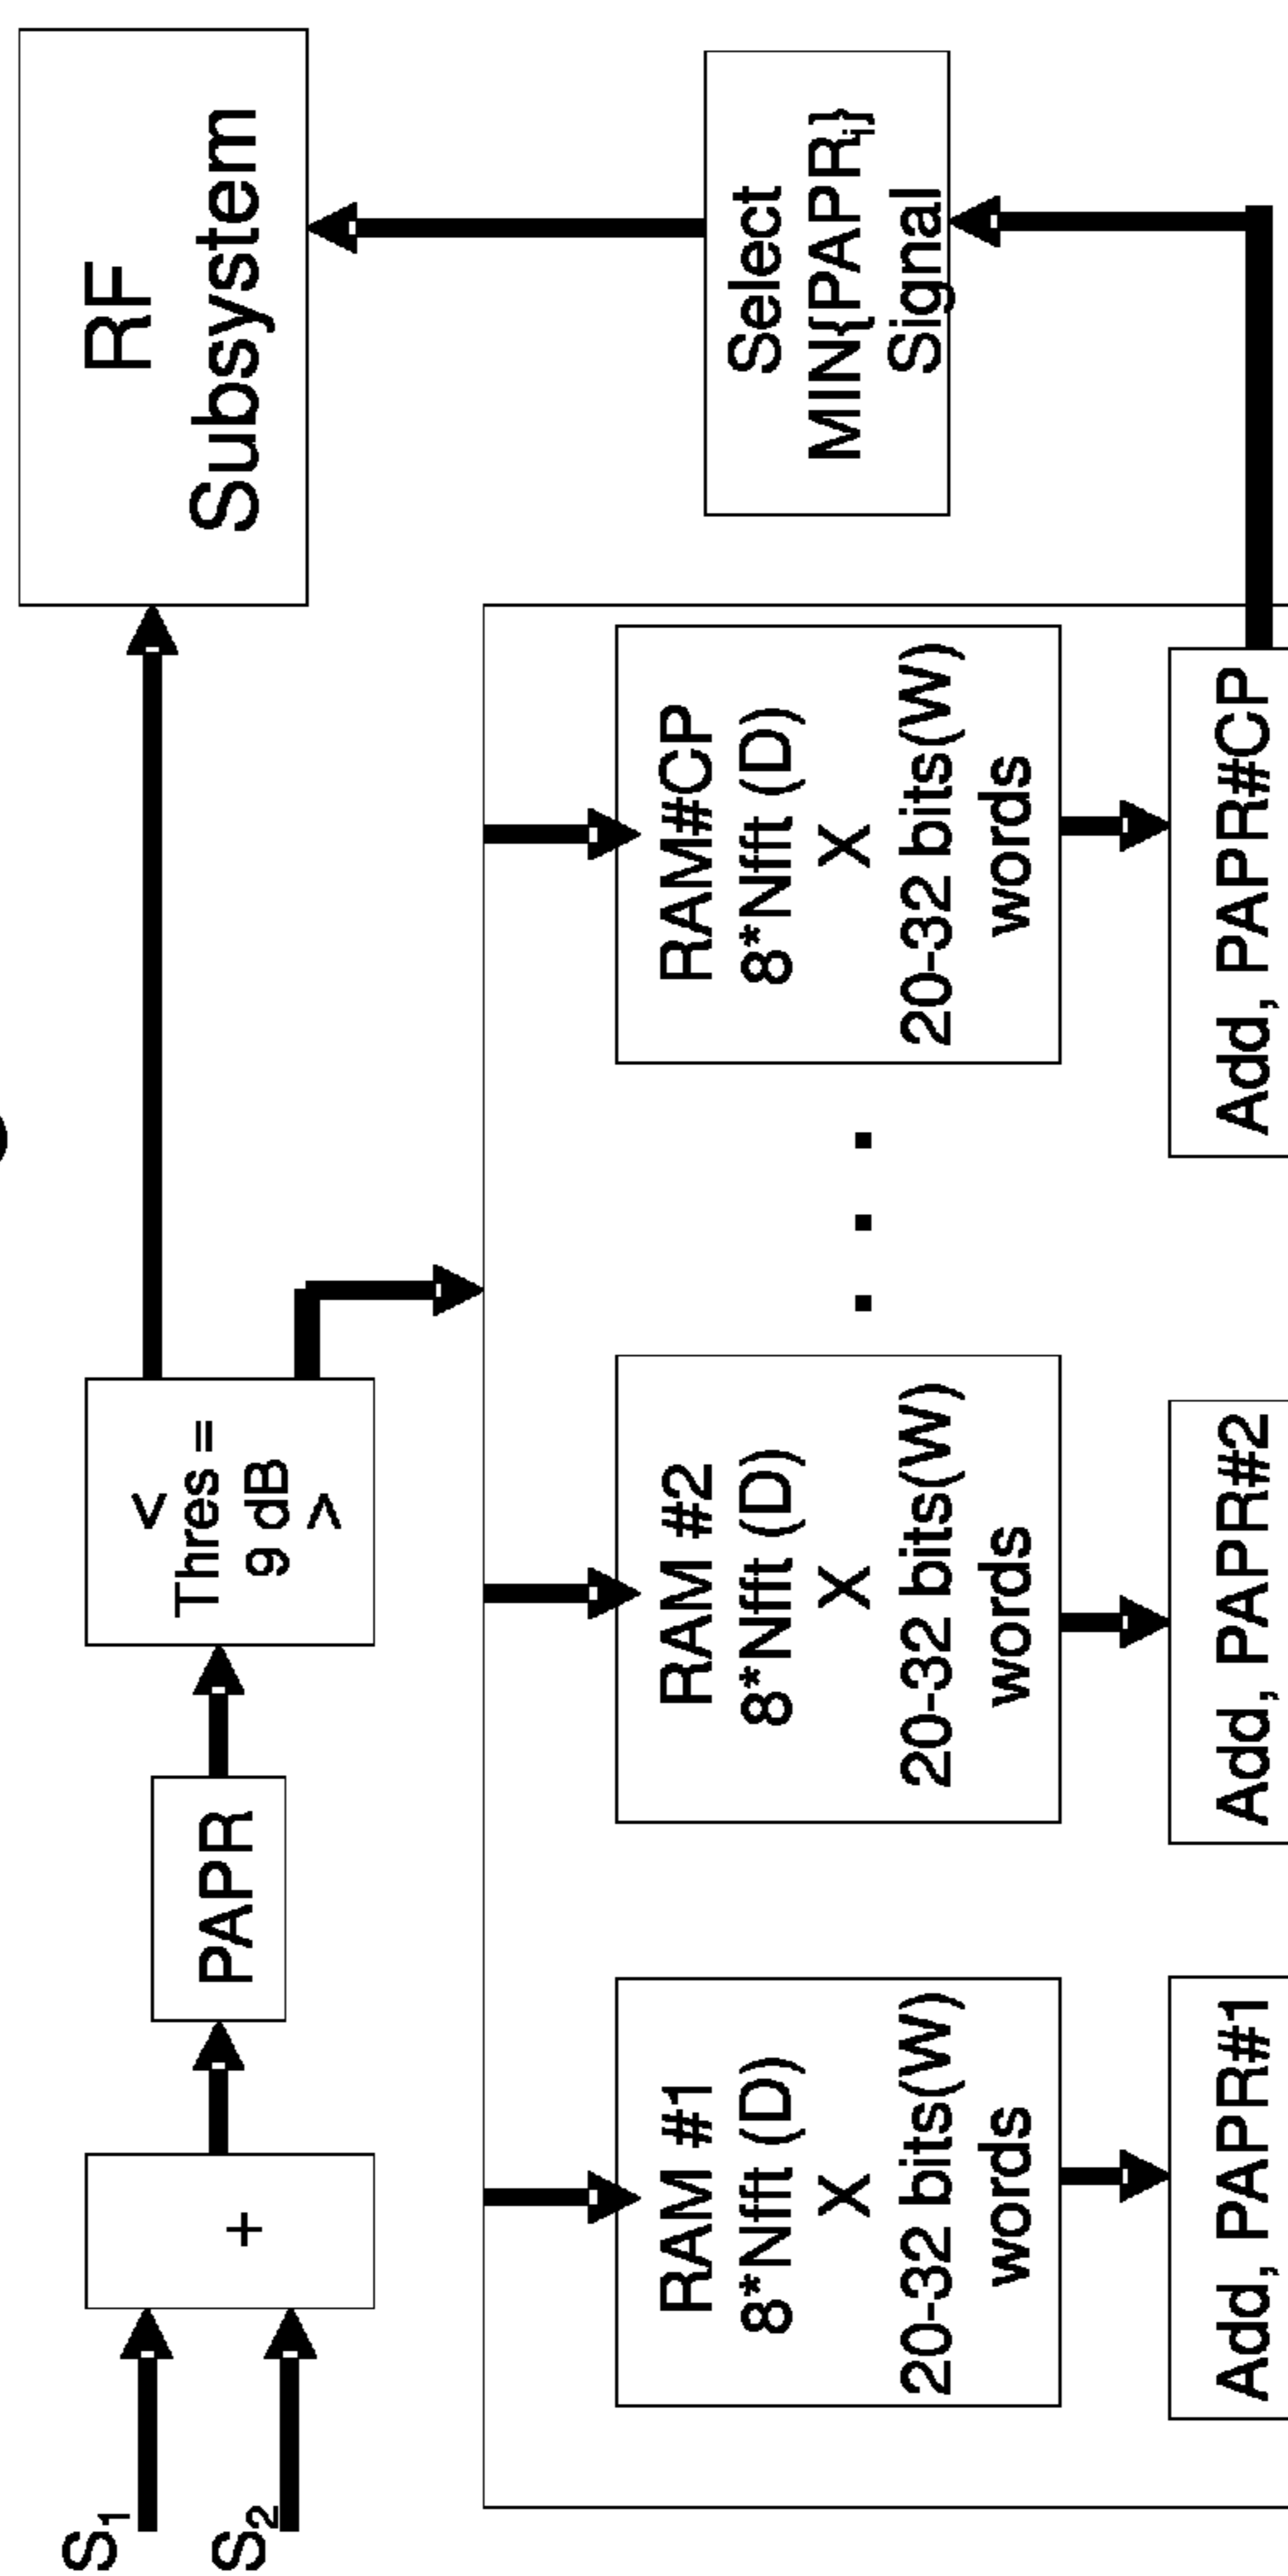 S1
S2
+
PAPR
<
Thres =
9 dB
>
RF
Subsystem
RAM #1
8*Nfft (D)
X
20-32 bits(W)
words
RAM #2
8*Nfft (D)
X
20-32 bits(W)
words
. . .
RAM#CP
8*Nfft (D)
X
20-32 bits(W)
words
Select
MIN{PAPRi}
Signal
Add, PAPR#1
Add, PAPR#2
Add, PAPR#CP